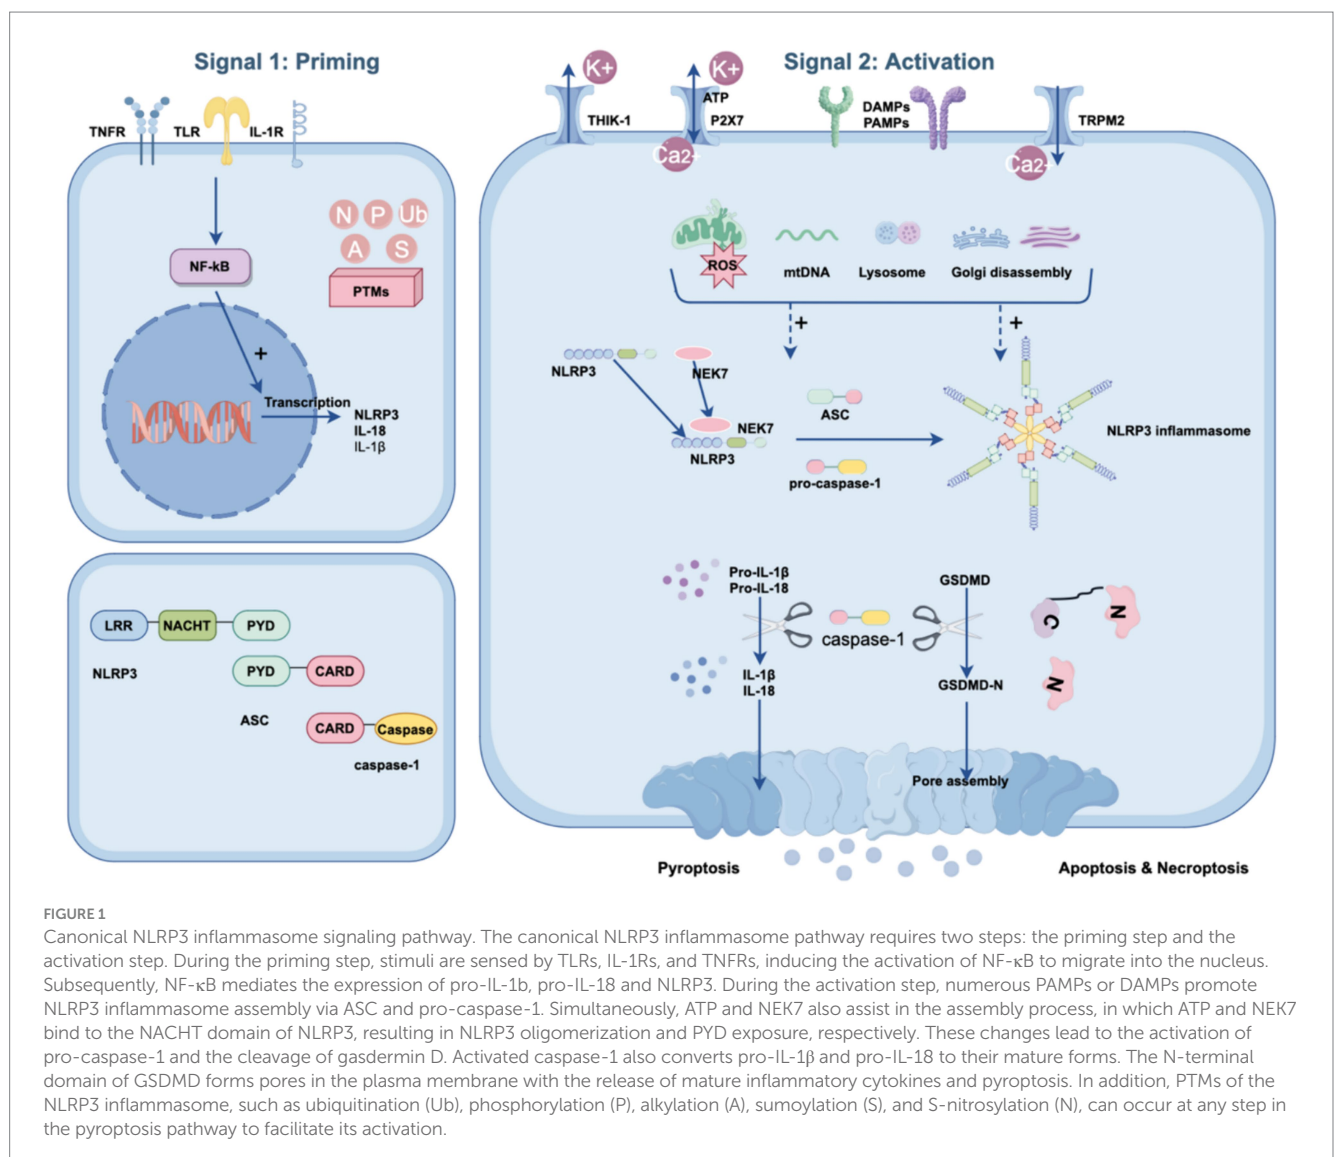 Signal 1: Priming
TNFR
TLR
IL-1R
N
P
Ub
A
S
PTMs
NF-kB
+
Transcription
NLRP3
IL-18
IL-1β
LRR
NACHT
PYD
NLRP3
PYD
CARD
ASC
CARD
Caspase
caspase-1
Signal 2: Activation
K+
THIK-1
K+
ATP
P2X7
Ca2+
DAMPs
PAMPs
TRPM2
Ca2+
ROS
mtDNA
Lysosome
Golgi disassembly
+
+
NLRP3
NEK7
NEK7
NLRP3
ASC
pro-caspase-1
NLRP3 inflammasome
Pro-IL-1β
Pro-IL-18
caspase-1
GSDMD
C
N
IL-1β
IL-18
GSDMD-N
N
Pore assembly
Pyroptosis
Apoptosis & Necroptosis
FIGURE 1
Canonical NLRP3 inflammasome signaling pathway. The canonical NLRP3 inflammasome pathway requires two steps: the priming step and the
activation step. During the priming step, stimuli are sensed by TLRs, IL-1Rs, and TNFRs, inducing the activation of NF-κB to migrate into the nucleus.
Subsequently, NF-κB mediates the expression of pro-IL-1b, pro-IL-18 and NLRP3. During the activation step, numerous PAMPs or DAMPs promote
NLRP3 inflammasome assembly via ASC and pro-caspase-1. Simultaneously, ATP and NEK7 also assist in the assembly process, in which ATP and NEK7
bind to the NACHT domain of NLRP3, resulting in NLRP3 oligomerization and PYD exposure, respectively. These changes lead to the activation of
pro-caspase-1 and the cleavage of gasdermin D. Activated caspase-1 also converts pro-IL-1β and pro-IL-18 to their mature forms. The N-terminal
domain of GSDMD forms pores in the plasma membrane with the release of mature inflammatory cytokines and pyroptosis. In addition, PTMs of the
NLRP3 inflammasome, such as ubiquitination (Ub), phosphorylation (P), alkylation (A), sumoylation (S), and S-nitrosylation (N), can occur at any step in
the pyroptosis pathway to facilitate its activation.